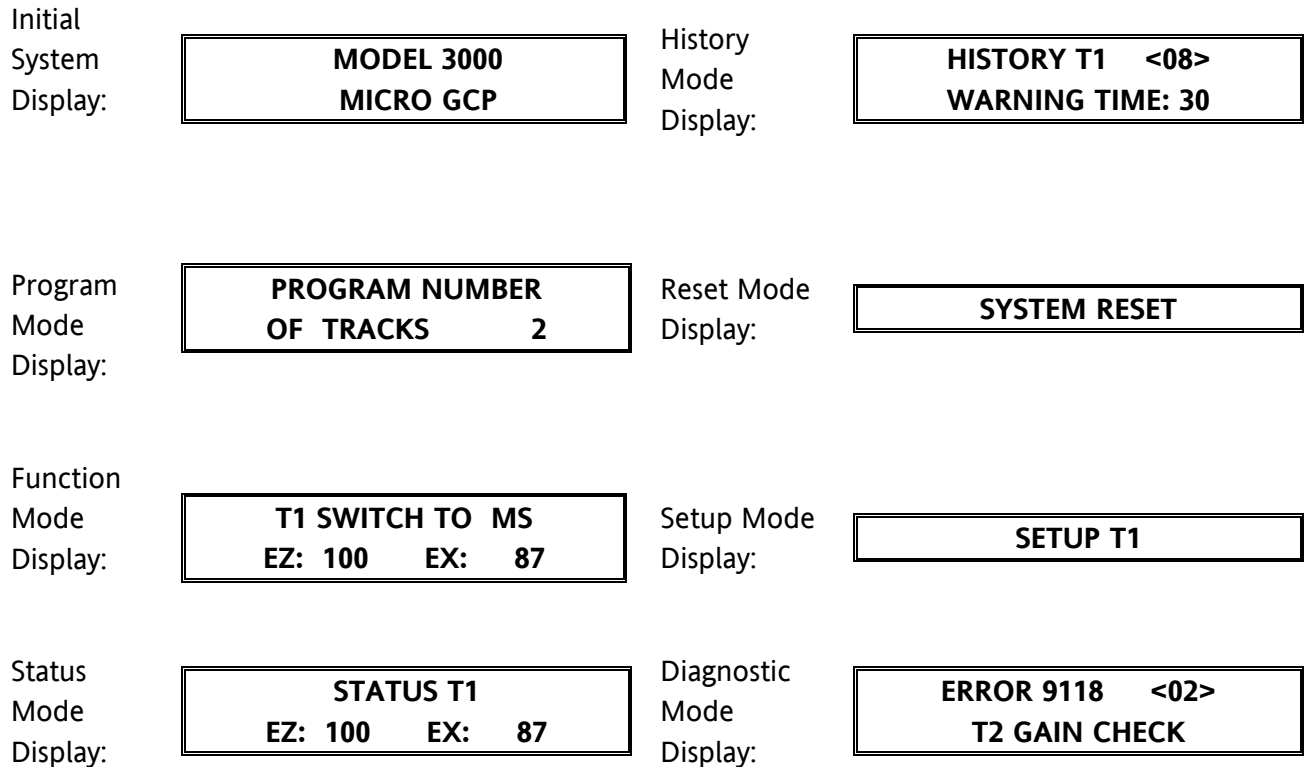 Initial
System
Display:
MODEL 3000
MICRO GCP
History
Mode
Display:
HISTORY T1 <08>
WARNING TIME: 30
Program
Mode
Display:
PROGRAM NUMBER
OF TRACKS 2
Reset Mode
Display:
SYSTEM RESET
Function
Mode
Display:
T1 SWITCH TO MS
EZ: 100 EX: 87
Setup Mode
Display:
SETUP T1
Status
Mode
Display:
STATUS T1
EZ: 100 EX: 87
Diagnostic
Mode
Display:
ERROR 9118 <02>
T2 GAIN CHECK